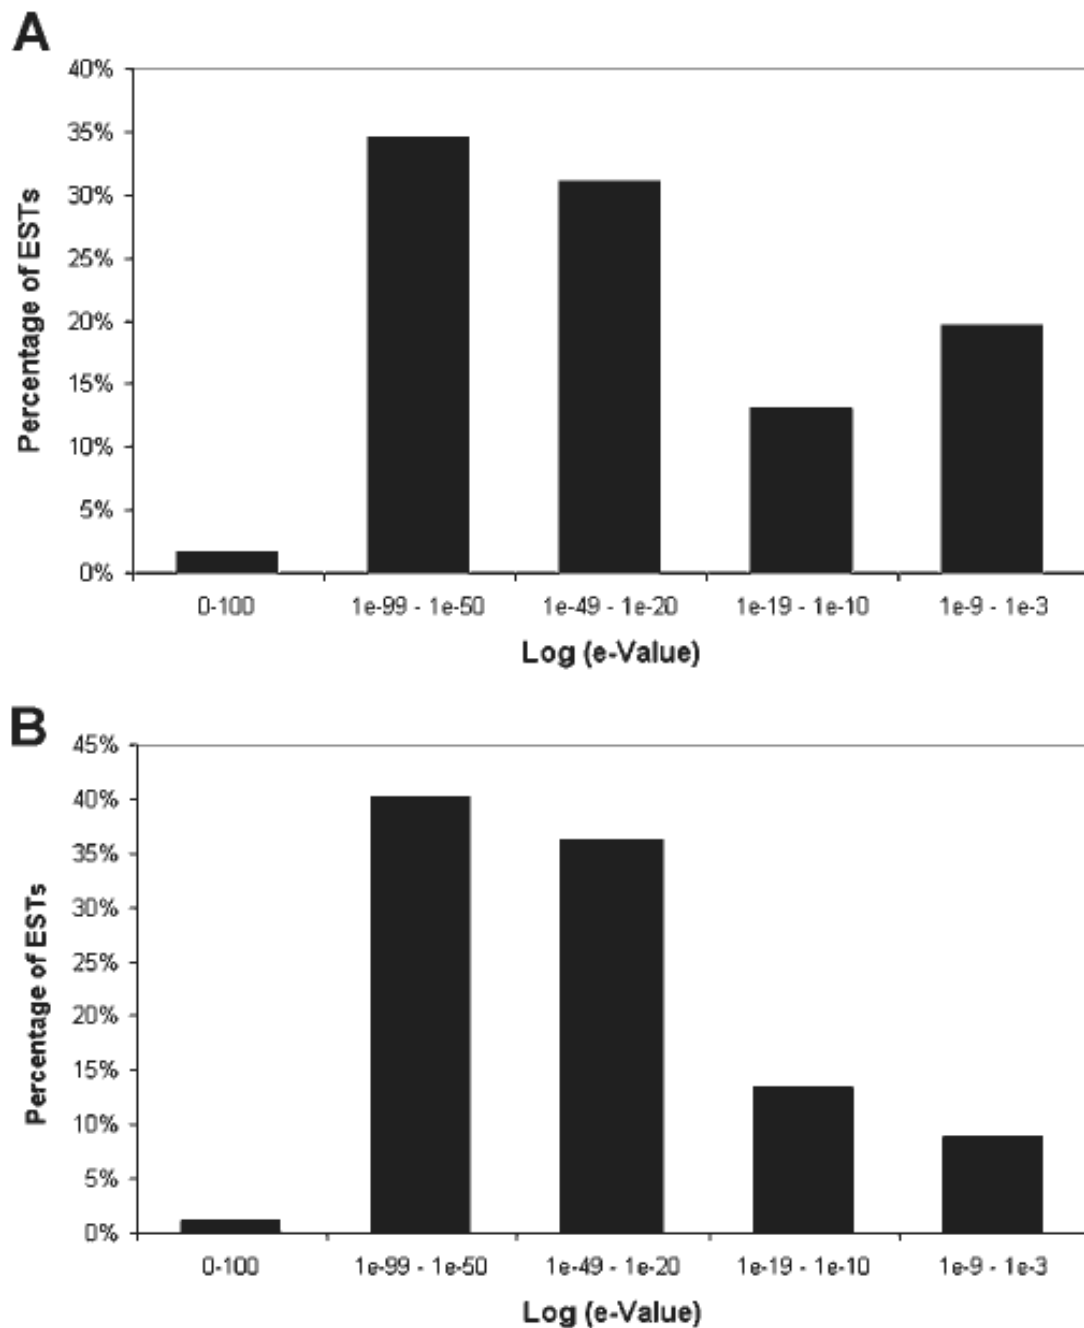 A
40%
35%
30%
25%
20%
15%
10%
5%
0%
Percentage of ESTs
0-100 1e-99 - 1e-50 1e-49 - 1e-20 1e-19 - 1e-10 1e-9 - 1e-3
Log (e-Value)
B
45%
40%
35%
30%
25%
20%
15%
10%
5%
0%
Percentage of ESTs
0-100 1e-99 - 1e-50 1e-49 - 1e-20 1e-19 - 1e-10 1e-9 - 1e-3
Log (e-Value)